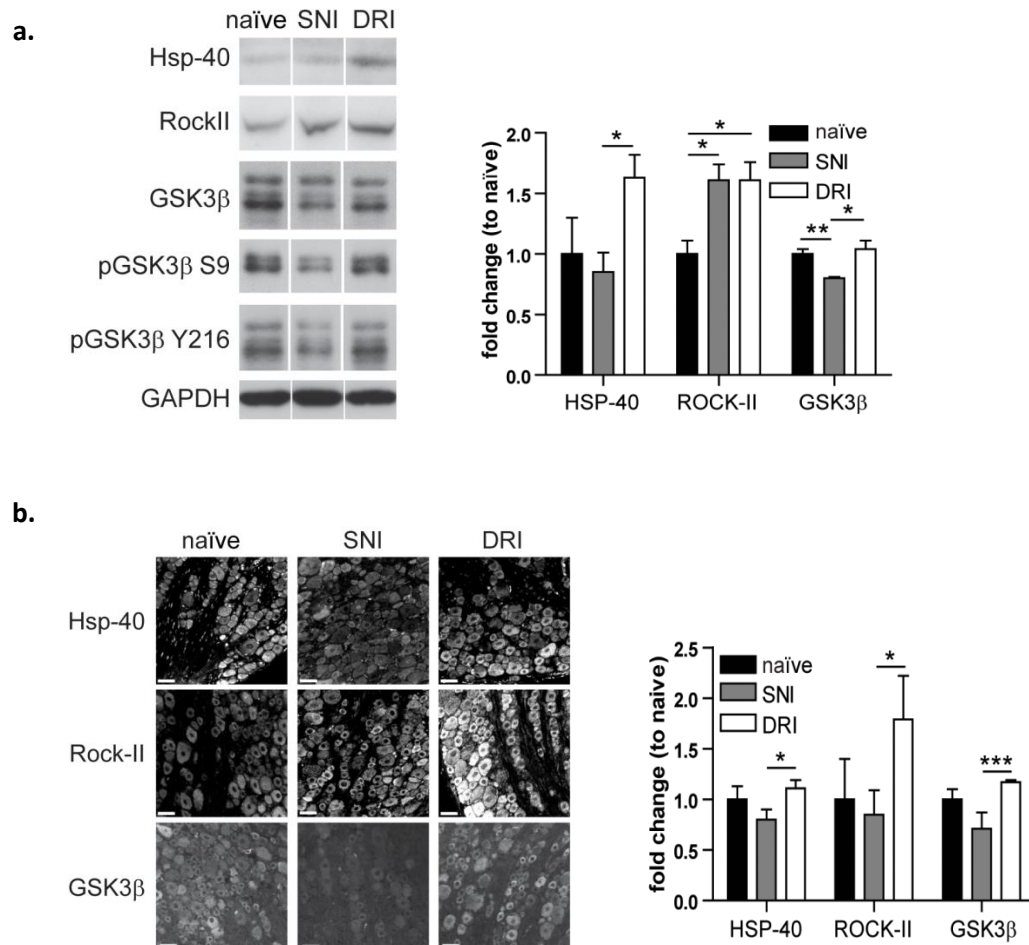 a.
naïve SNI DRI
Hsp-40
RockII
GSK3β
pGSK3β S9
pGSK3β Y216
GAPDH
fold change (to naïve)
2.0
1.5
1.0
0.5
0.0
* * * ** *
naïve
SNI
DRI
HSP-40 ROCK-II GSK3β
b.
naïve SNI DRI
Hsp-40
Rock-II
GSK3β
fold change (to naive)
2.5
2.0
1.5
1.0
0.5
0.0
naïve
SNI
DRI
* * ***
HSP-40 ROCK-II GSK3β